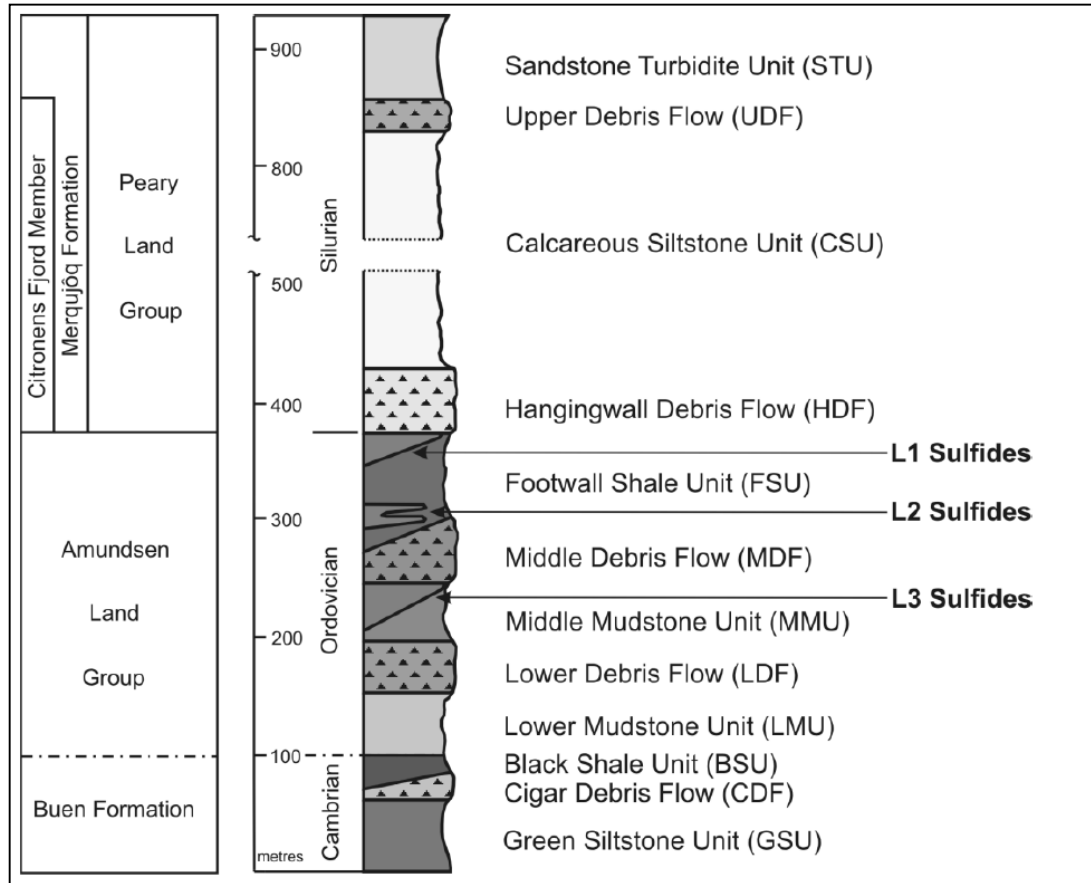 Citronens Fjord Member
Merqujôq Formation
Peary
Land
Group
Amundsen
Land
Group
Buen Formation
900
800
500
400
300
200
100
metres
Silurian
Ordovician
Cambrian
Sandstone Turbidite Unit (STU)
Upper Debris Flow (UDF)
Calcareous Siltstone Unit (CSU)
Hangingwall Debris Flow (HDF)
L1 Sulfides
Footwall Shale Unit (FSU)
L2 Sulfides
Middle Debris Flow (MDF)
L3 Sulfides
Middle Mudstone Unit (MMU)
Lower Debris Flow (LDF)
Lower Mudstone Unit (LMU)
Black Shale Unit (BSU)
Cigar Debris Flow (CDF)
Green Siltstone Unit (GSU)